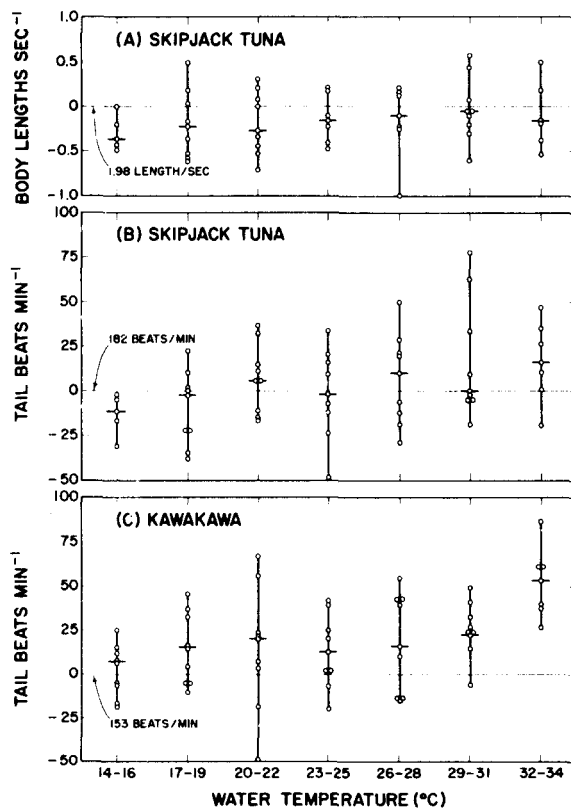 (A) SKIPJACK TUNA
BODY LENGTHS SEC⁻¹
1.0
0.5
0
-0.5
-1.0
1.98 LENGTH/SEC
(B) SKIPJACK TUNA
TAIL BEATS MIN⁻¹
100
75
50
25
0
-25
-50
182 BEATS/MIN
(C) KAWAKAWA
TAIL BEATS MIN⁻¹
100
75
50
25
0
-25
-50
153 BEATS/MIN
14-16 17-19 20-22 23-25 26-28 29-31 32-34
WATER TEMPERATURE (°C)